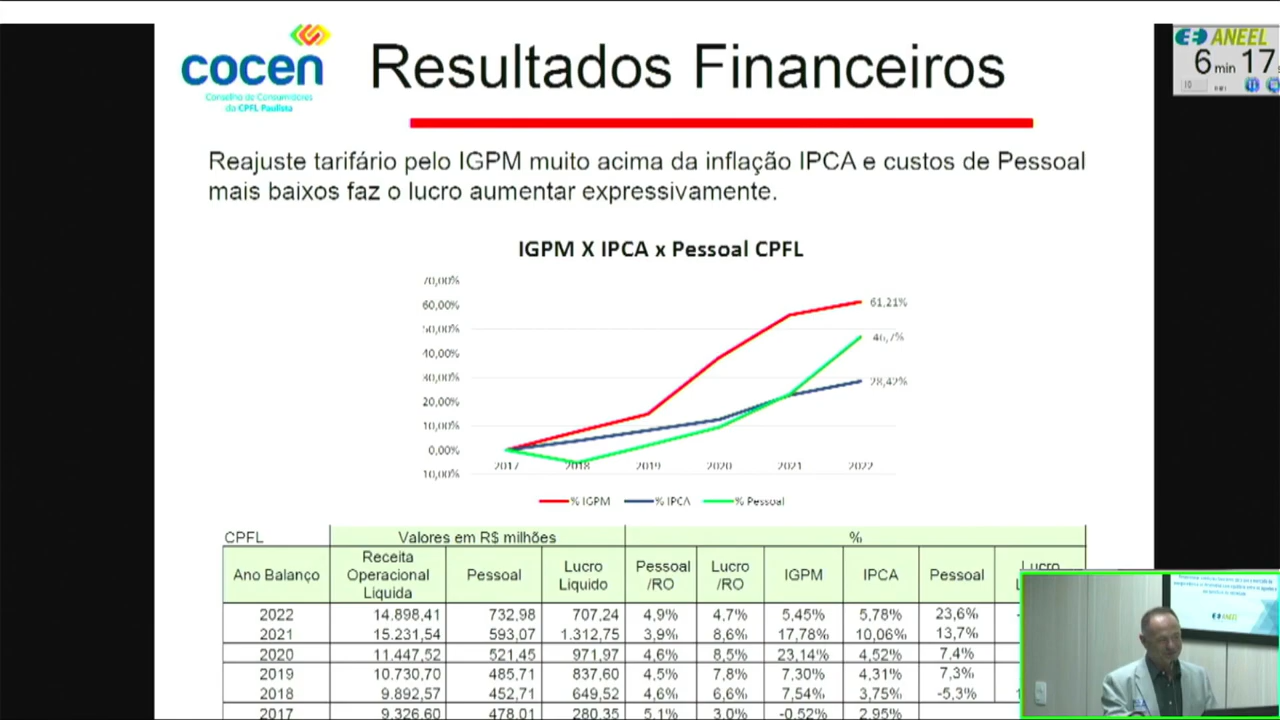 cocen
Conselho de Consumidores
da CPFL Paulista
Resultados Financeiros
ANEEL
6 min 17
10 min
Reajuste tarifário pelo IGPM muito acima da inflação IPCA e custos de Pessoal
mais baixos faz o lucro aumentar expressivamente.
IGPM X IPCA x Pessoal CPFL
70,00%
60,00%
50,00%
40,00%
30,00%
20,00%
10,00%
0,00%
10,00%
61,21%
46,7%
28,42%
2017 2018 2019 2020 2021 2022
% IGPM % IPCA % Pessoal
CPFL Valores em R$ milhões %
Ano Balanço Receita Operacional Liquida Pessoal Lucro Liquido Pessoal /RO Lucro /RO IGPM IPCA Pessoal Lucro
2022 14.898,41 732,98 707,24 4,9% 4,7% 5,45% 5,78% 23,6%
2021 15.231,54 593,07 1.312,75 3,9% 8,6% 17,78% 10,06% 13,7%
2020 11.447,52 521,45 971,97 4,6% 8,5% 23,14% 4,52% 7,4%
2019 10.730,70 485,71 837,60 4,5% 7,8% 7,30% 4,31% 7,3%
2018 9.892,57 452,71 649,52 4,6% 6,6% 7,54% 3,75% -5,3%
2017 9.326,60 478,01 280,35 5,1% 3,0% -0,52% 2,95%
ANEEL